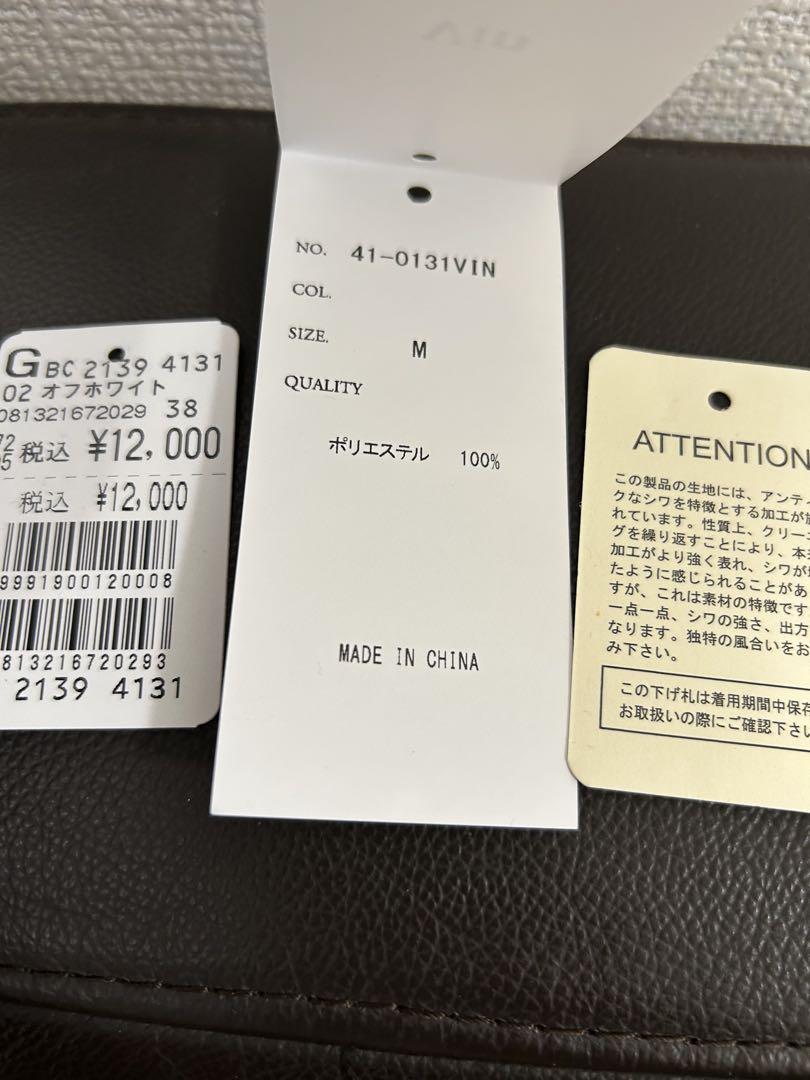 G BC 2139 4131
02 オフホワイト
081321672029 38
税込 ¥12,000
税込 ¥12,000
9991900120008
813216720293
2139 4131
NO. 41-0131VIN
COL.
SIZE. M
QUALITY
ポリエステル 100%
MADE IN CHINA
ATTENTION
この製品の生地には、アンティ
クなシワを特徴とする加工が施
れています。性質上、クリーニ
グを繰り返すことにより、本来
加工がより強く表れ、シワが増
たように感じられることがあ
すが、これは素材の特徴です
一点一点、シワの強さ、出方
なります。独特の風合いをお
み下さい。
この下げ札は着用期間中保存
お取扱いの際にご確認下さい